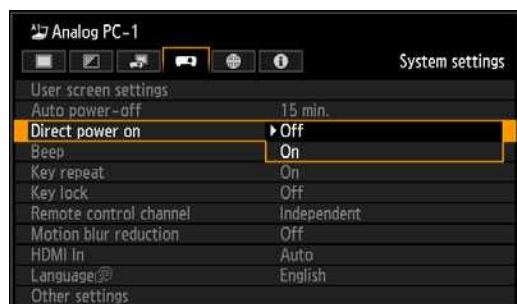 Analog PC-1
System settings
User screen settings
Auto power-off 15 min.
Direct power on Off
On
Beep
Key repeat On
Key lock Off
Remote control channel Independent
Motion blur reduction Off
HDMI In Auto
Language English
Other settings